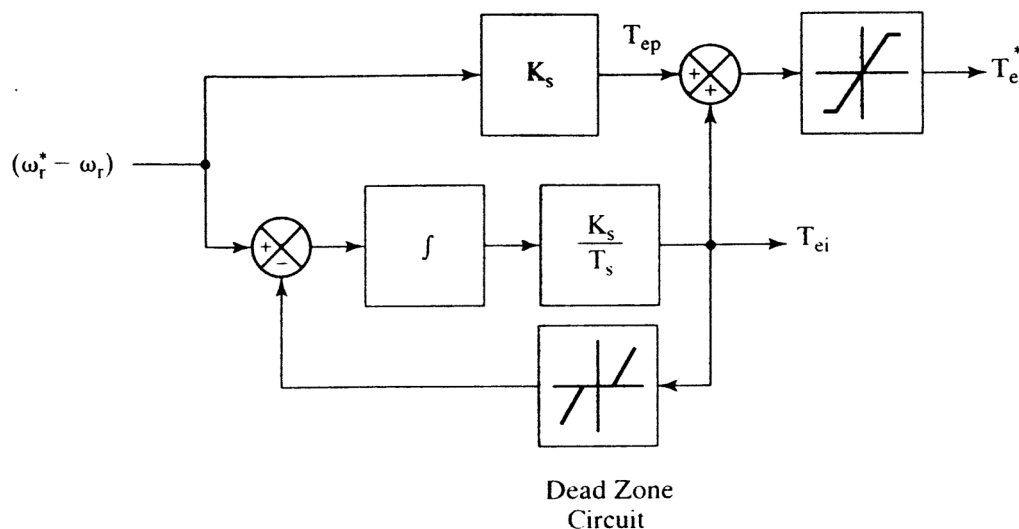 T_ep
K_s
T_e^*
(ω_r^* − ω_r)
+ +
+ −
∫
K_s
T_s
T_ei
Dead Zone
Circuit